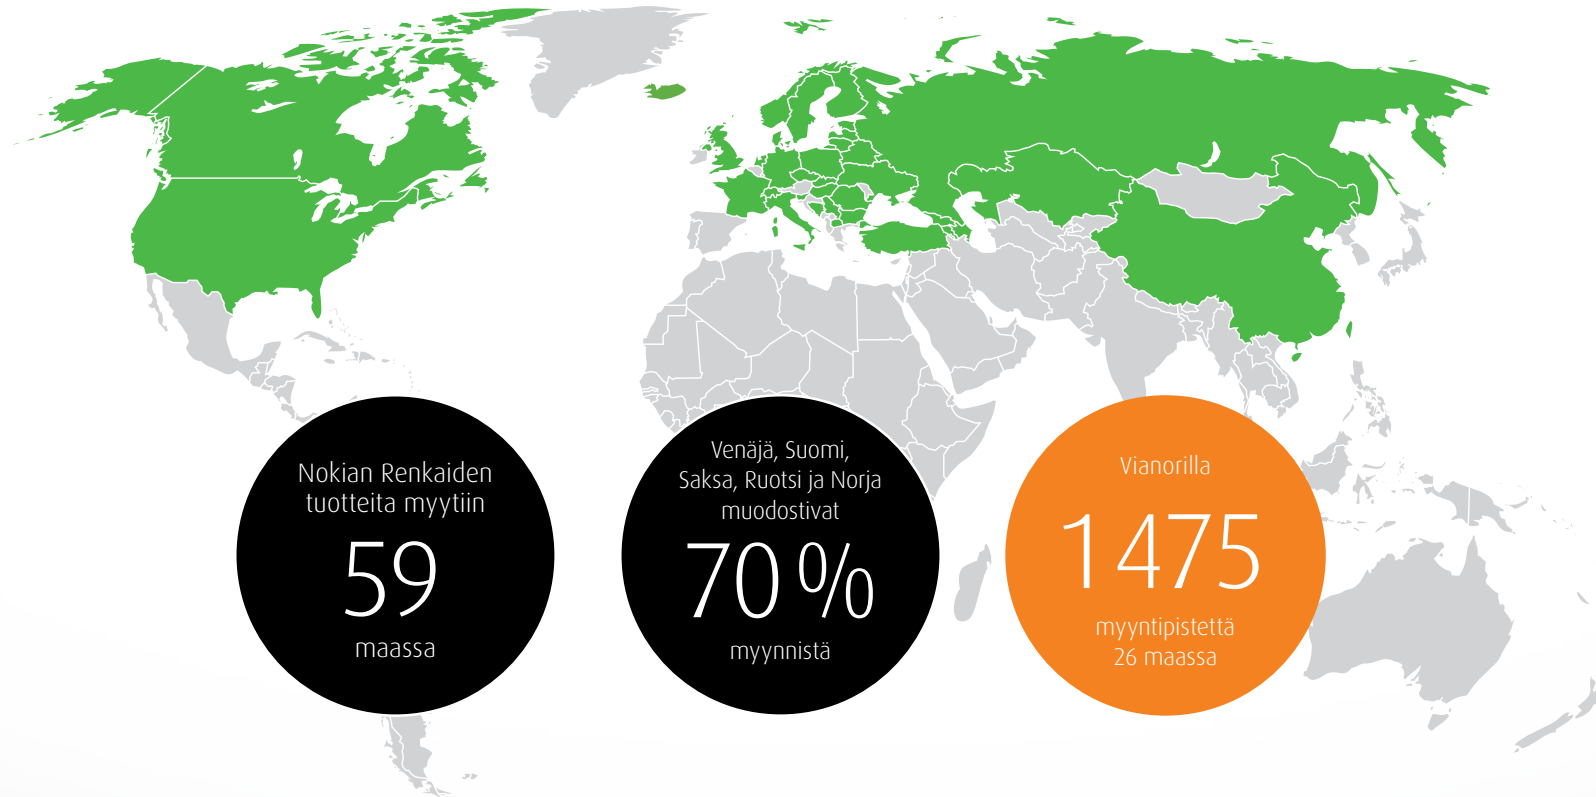 Nokian Renkaiden
tuotteita myytiin
59
maassa
Venäjä, Suomi,
Saksa, Ruotsi ja Norja
muodostivat
70 %
myynnistä
Vianorilla
1475
myyntipistettä
26 maassa